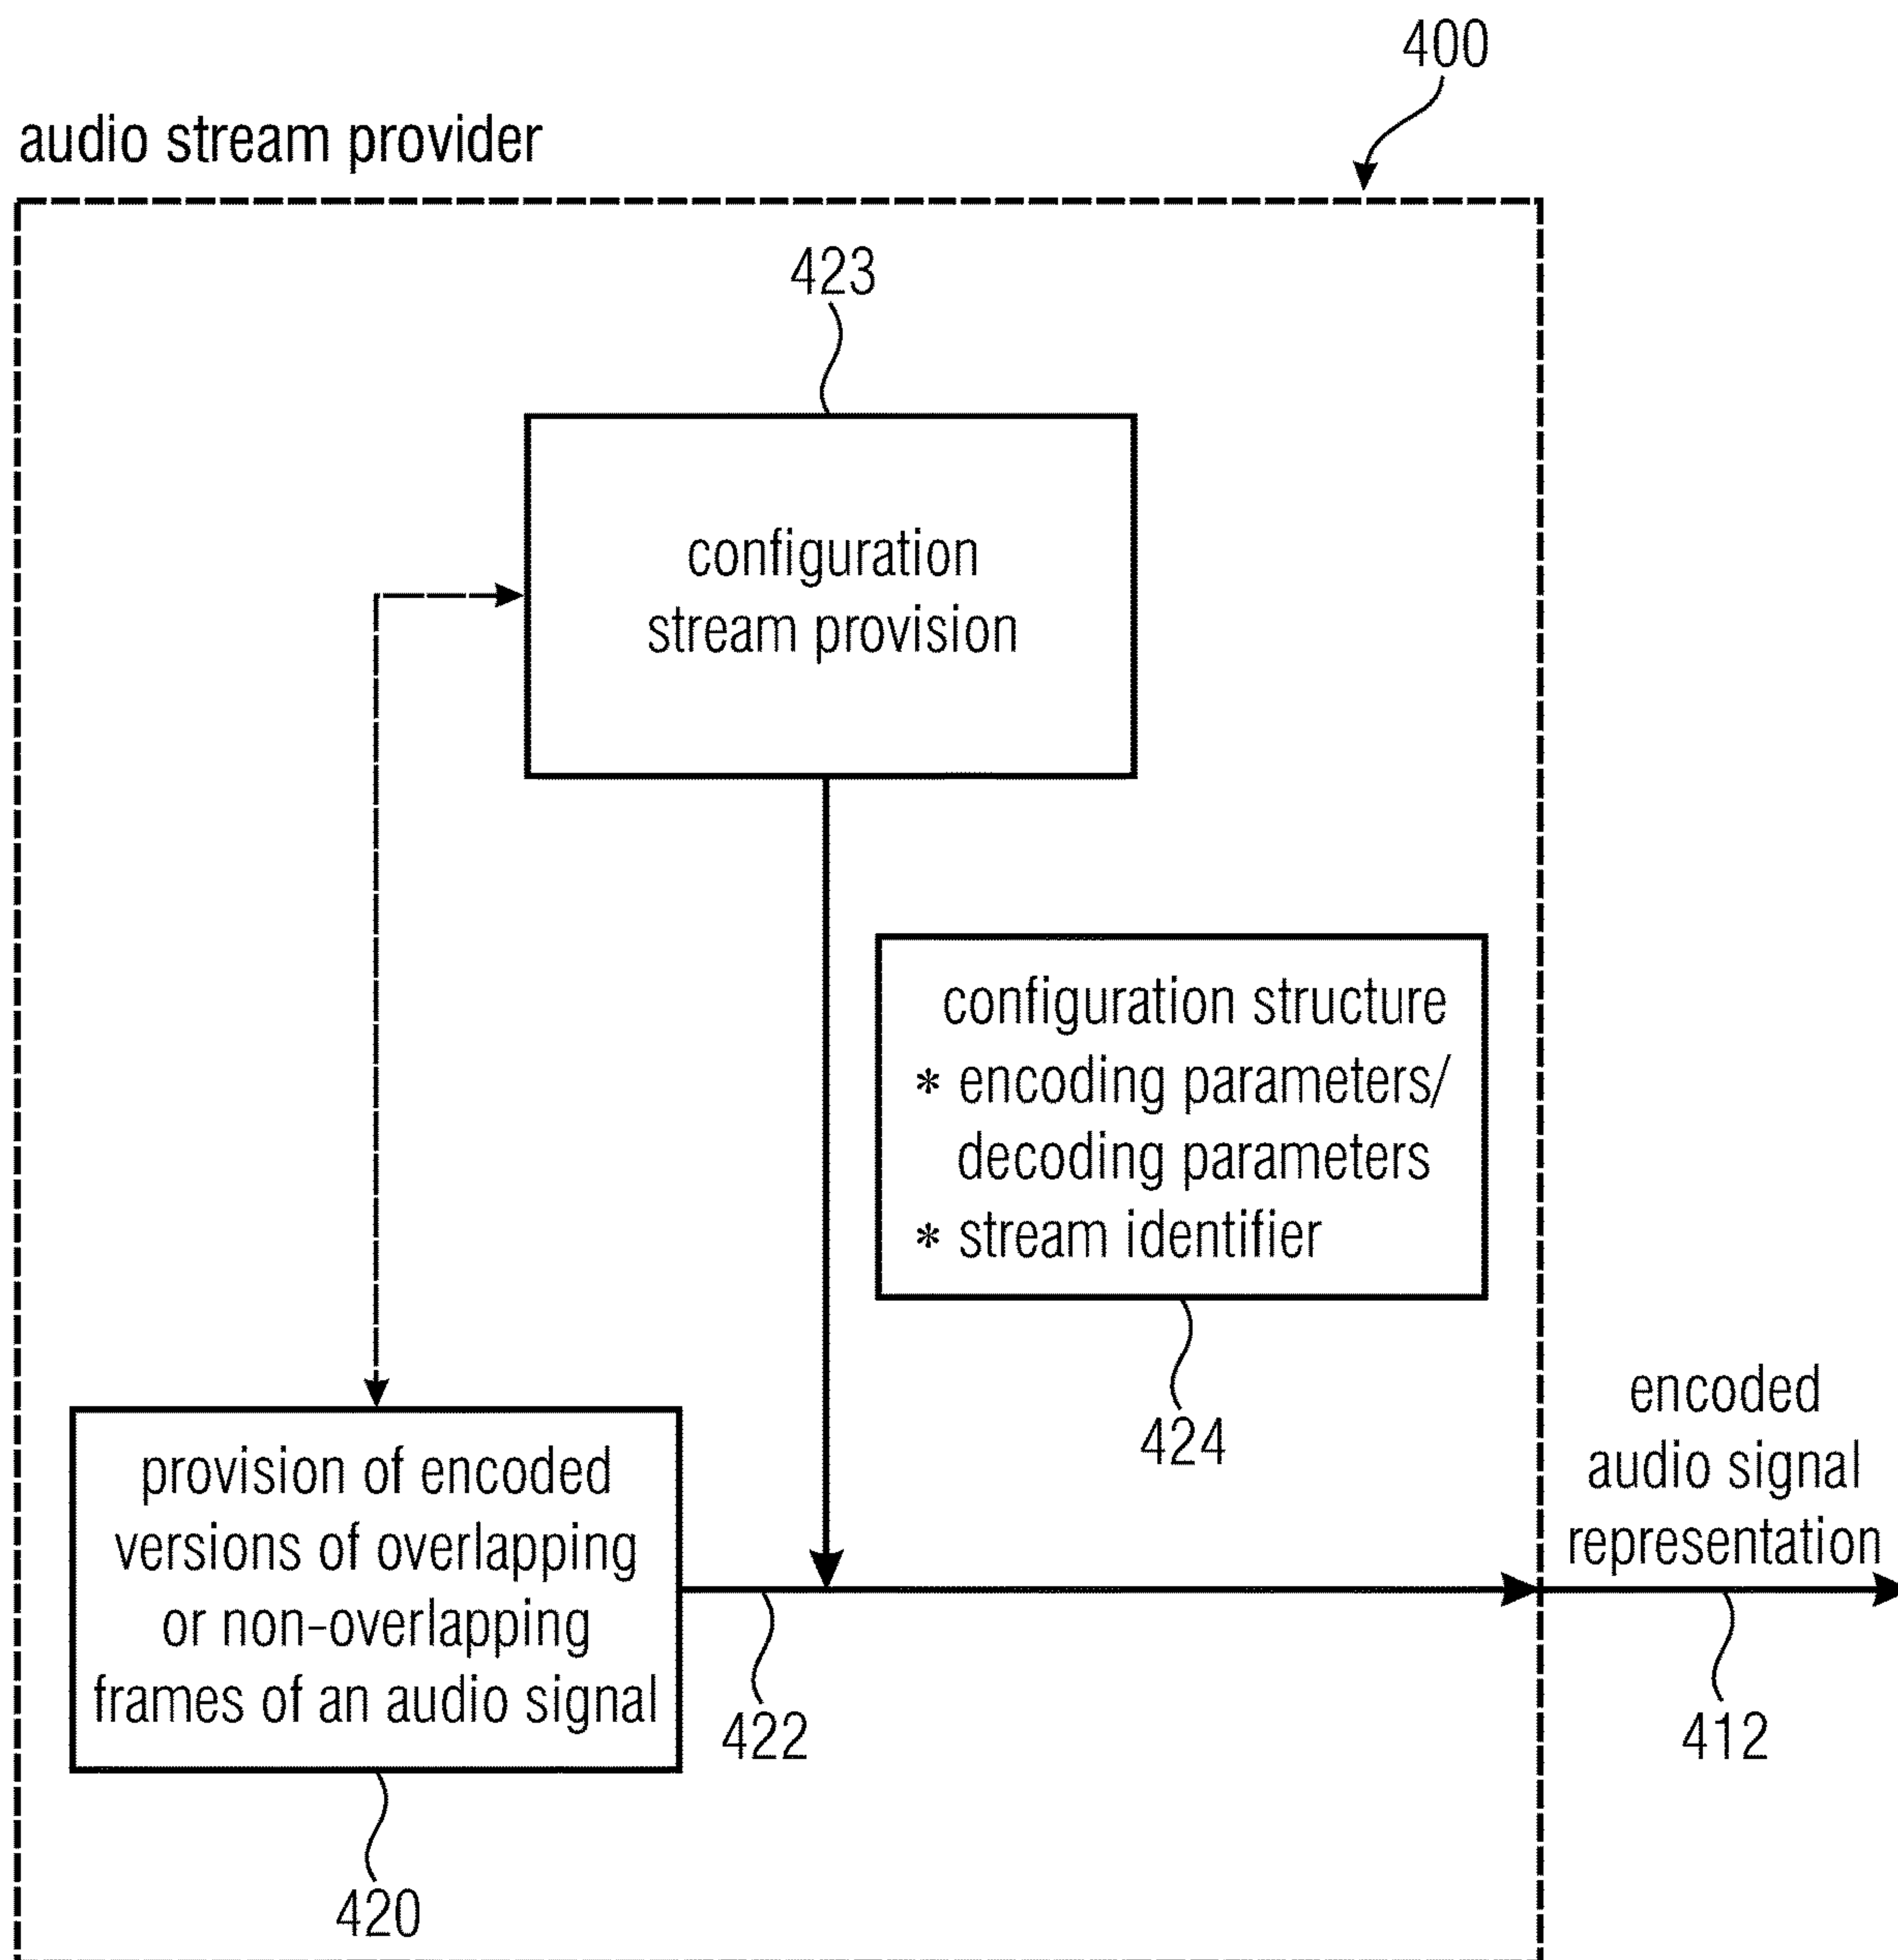 400
audio stream provider
423
configuration
stream provision
configuration structure
* encoding parameters/
decoding parameters
* stream identifier
424
encoded
audio signal
representation
provision of encoded
versions of overlapping
or non-overlapping
frames of an audio signal
422
412
420